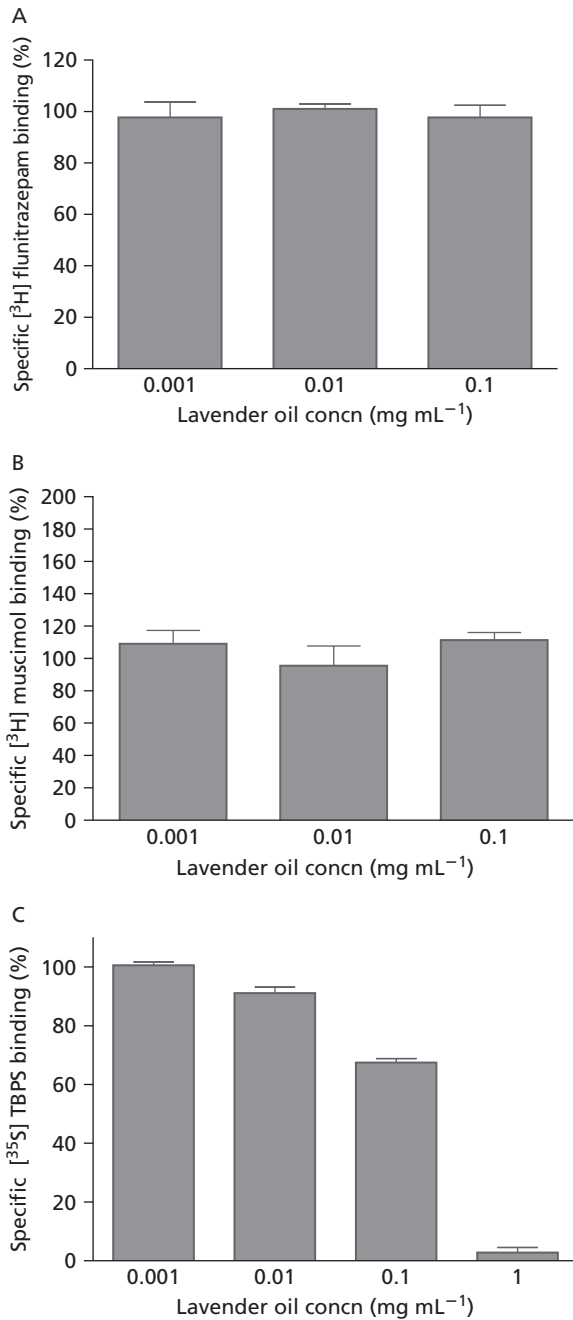 A
Specific [³H] flunitrazepam binding (%)
120
100
80
60
40
20
0
0.001 0.01 0.1
Lavender oil concn (mg mL⁻¹)
B
Specific [³H] muscimol binding (%)
200
180
160
140
120
100
80
60
40
20
0
0.001 0.01 0.1
Lavender oil concn (mg mL⁻¹)
C
Specific [³⁵S] TBPS binding (%)
100
80
60
40
20
0
0.001 0.01 0.1 1
Lavender oil concn (mg mL⁻¹)